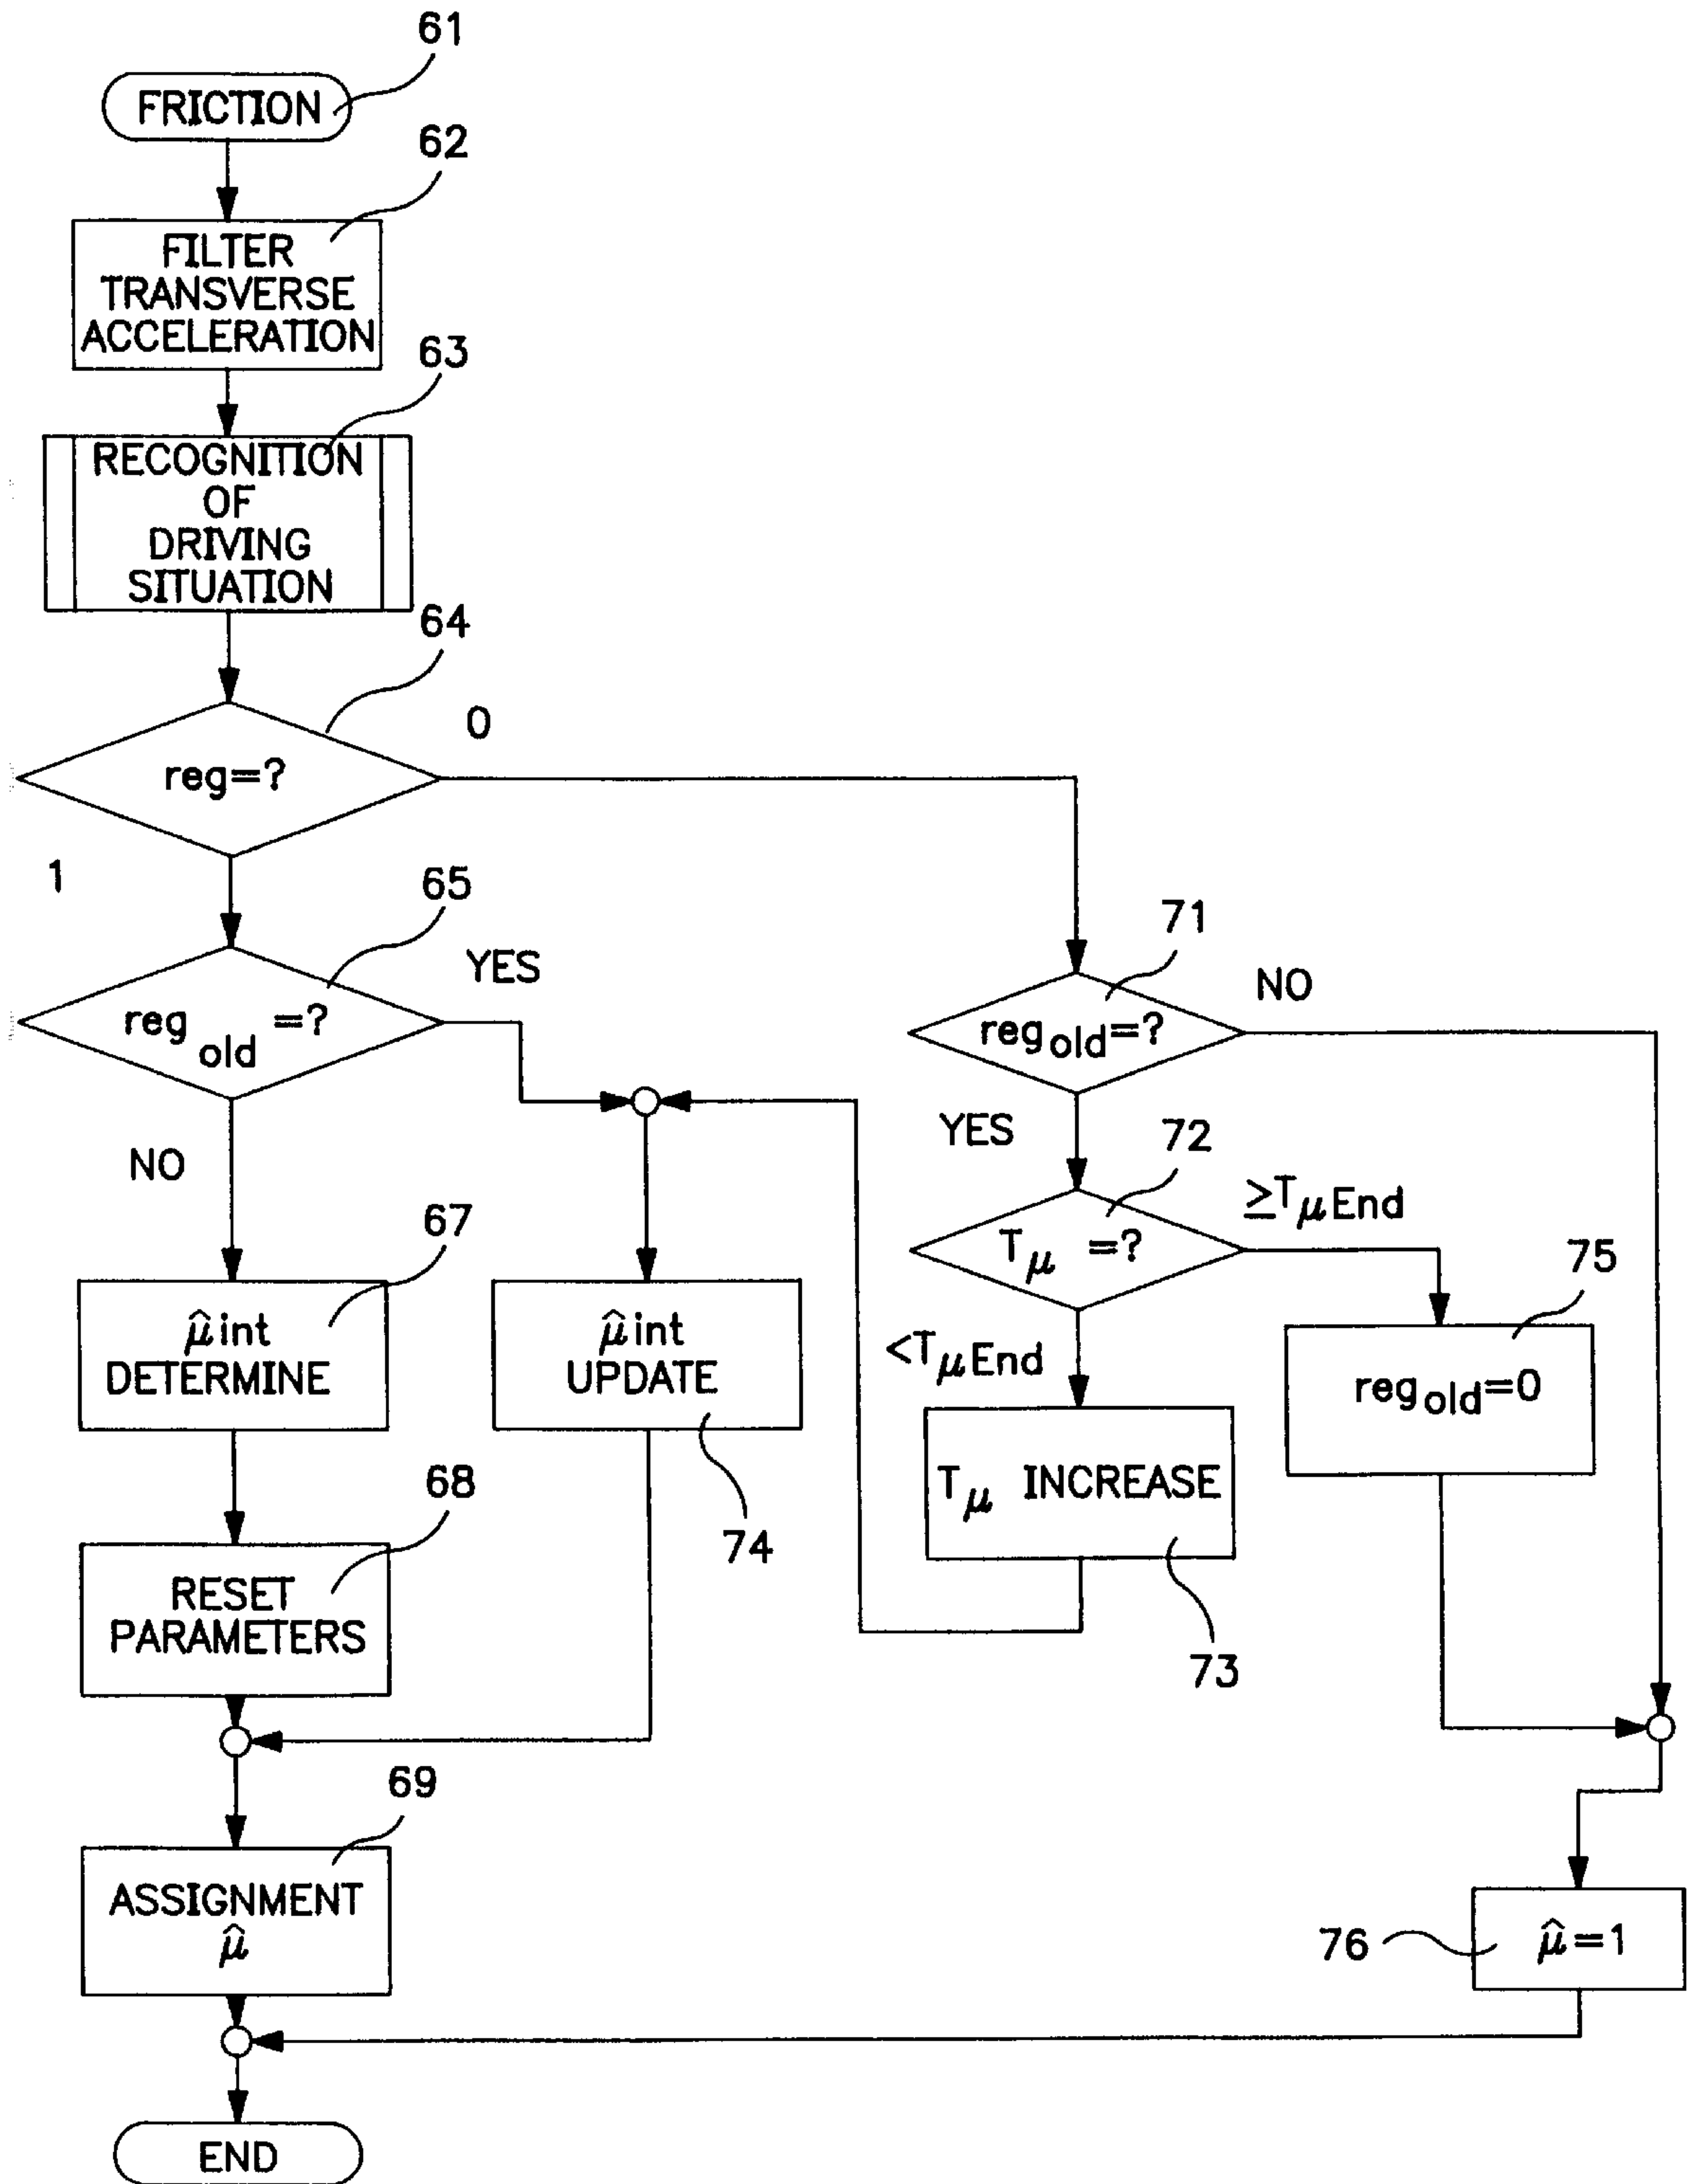 61
FRICTION
62
FILTER
TRANSVERSE
ACCELERATION
63
RECOGNITION
OF
DRIVING
SITUATION
64
0
reg=?
1
65
YES
reg old =?
NO
71
NO
reg old=?
YES
72
≥Tμ End
Tμ =?
<Tμ End
67
μ̂ int
DETERMINE
μ̂ int
UPDATE
74
75
reg old=0
Tμ INCREASE
73
68
RESET
PARAMETERS
69
ASSIGNMENT
μ̂
76
μ̂=1
END